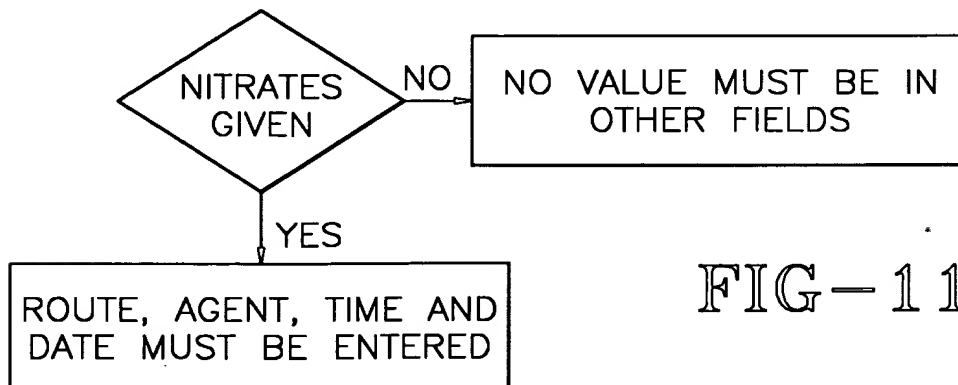 NITRATES
GIVEN
NO
NO VALUE MUST BE IN
OTHER FIELDS
YES
ROUTE, AGENT, TIME AND
DATE MUST BE ENTERED
FIG-11